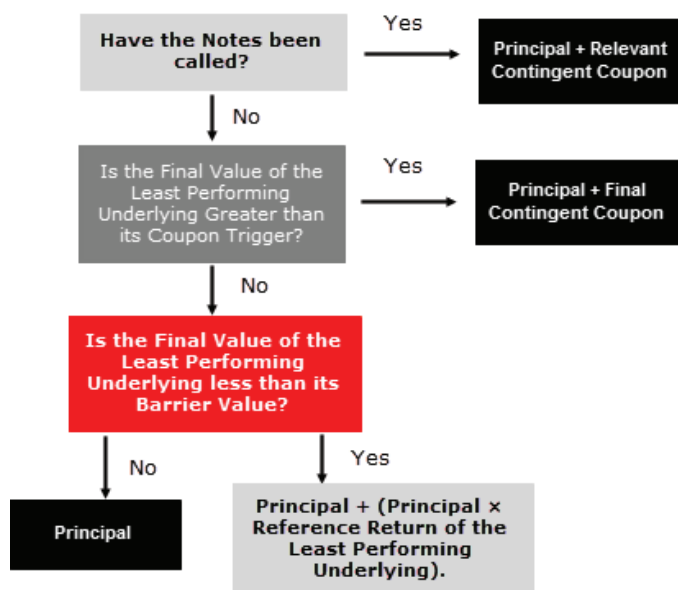 Have the Notes been
called?
Yes
Principal + Relevant
Contingent Coupon
No
Is the Final Value of the
Least Performing
Underlying Greater than
its Coupon Trigger?
Yes
Principal + Final
Contingent Coupon
No
Is the Final Value of the
Least Performing
Underlying less than its
Barrier Value?
No
Yes
Principal
Principal + (Principal ×
Reference Return of the
Least Performing
Underlying).